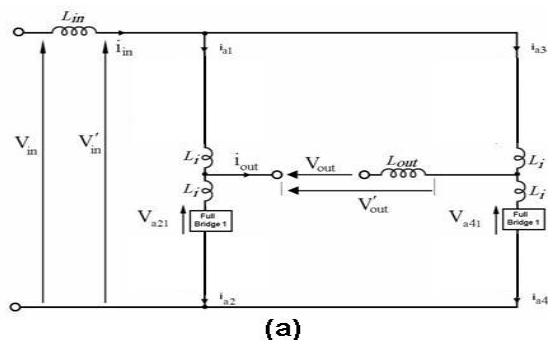 Lin
iin
ia1
ia3
Vin
V′in
Li
iout
Vout
Lout
Li
Li
V′out
Li
Va21
Full
Bridge 1
Va41
Full
Bridge 1
ia2
ia4
(a)